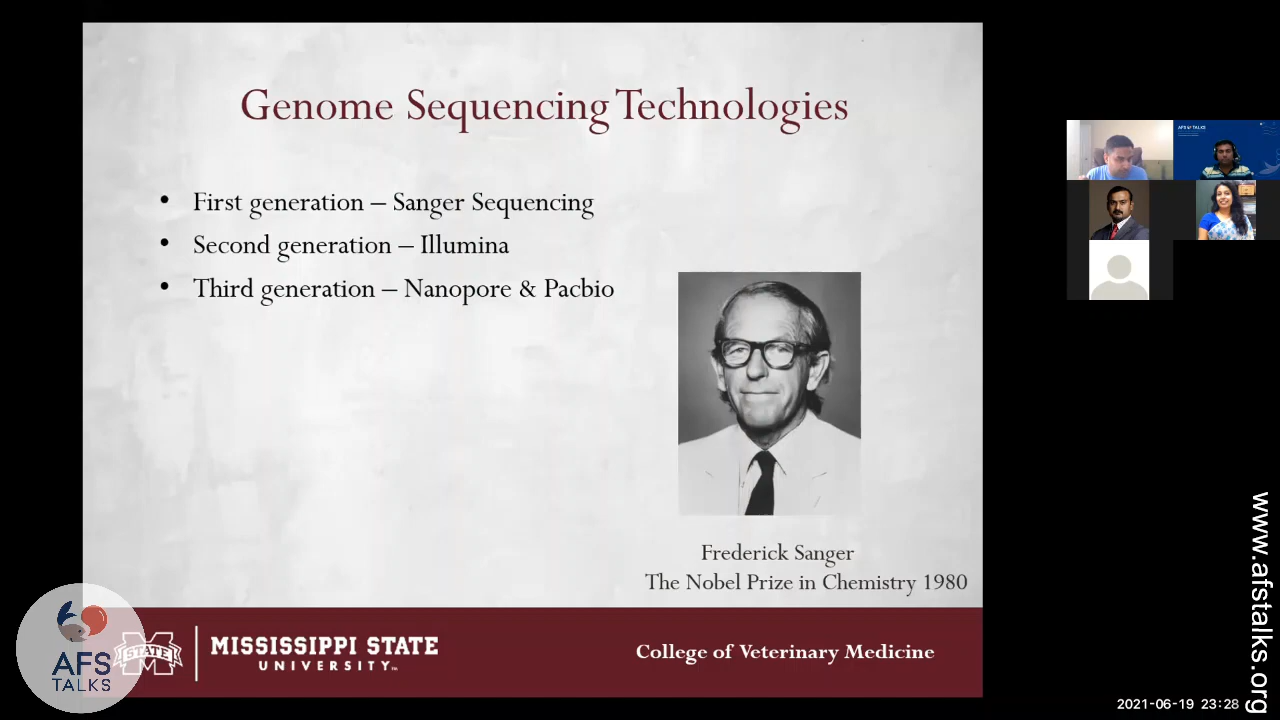 Genome Sequencing Technologies
• First generation – Sanger Sequencing
• Second generation – Illumina
• Third generation – Nanopore & Pacbio
Frederick Sanger
The Nobel Prize in Chemistry 1980
STATE
MISSISSIPPI STATE
UNIVERSITY™
College of Veterinary Medicine
AFS
TALKS
www.afstalks.org
2021-06-19 23:28